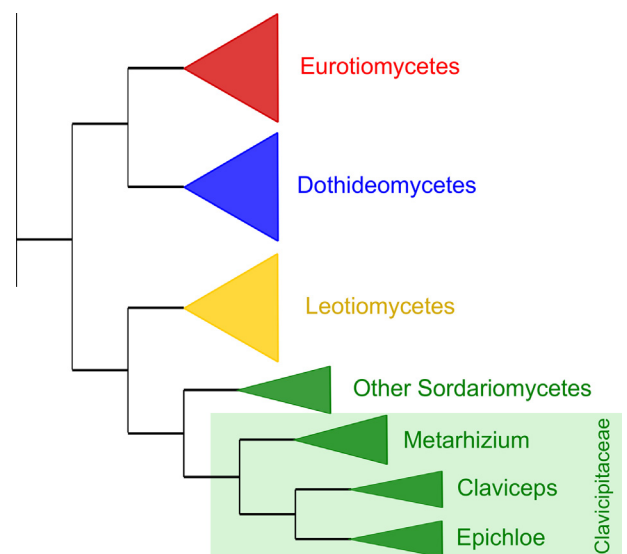 Eurotiomycetes
Dothideomycetes
Leotiomycetes
Other Sordariomycetes
Metarhizium
Claviceps
Epichloe
Clavicipitaceae